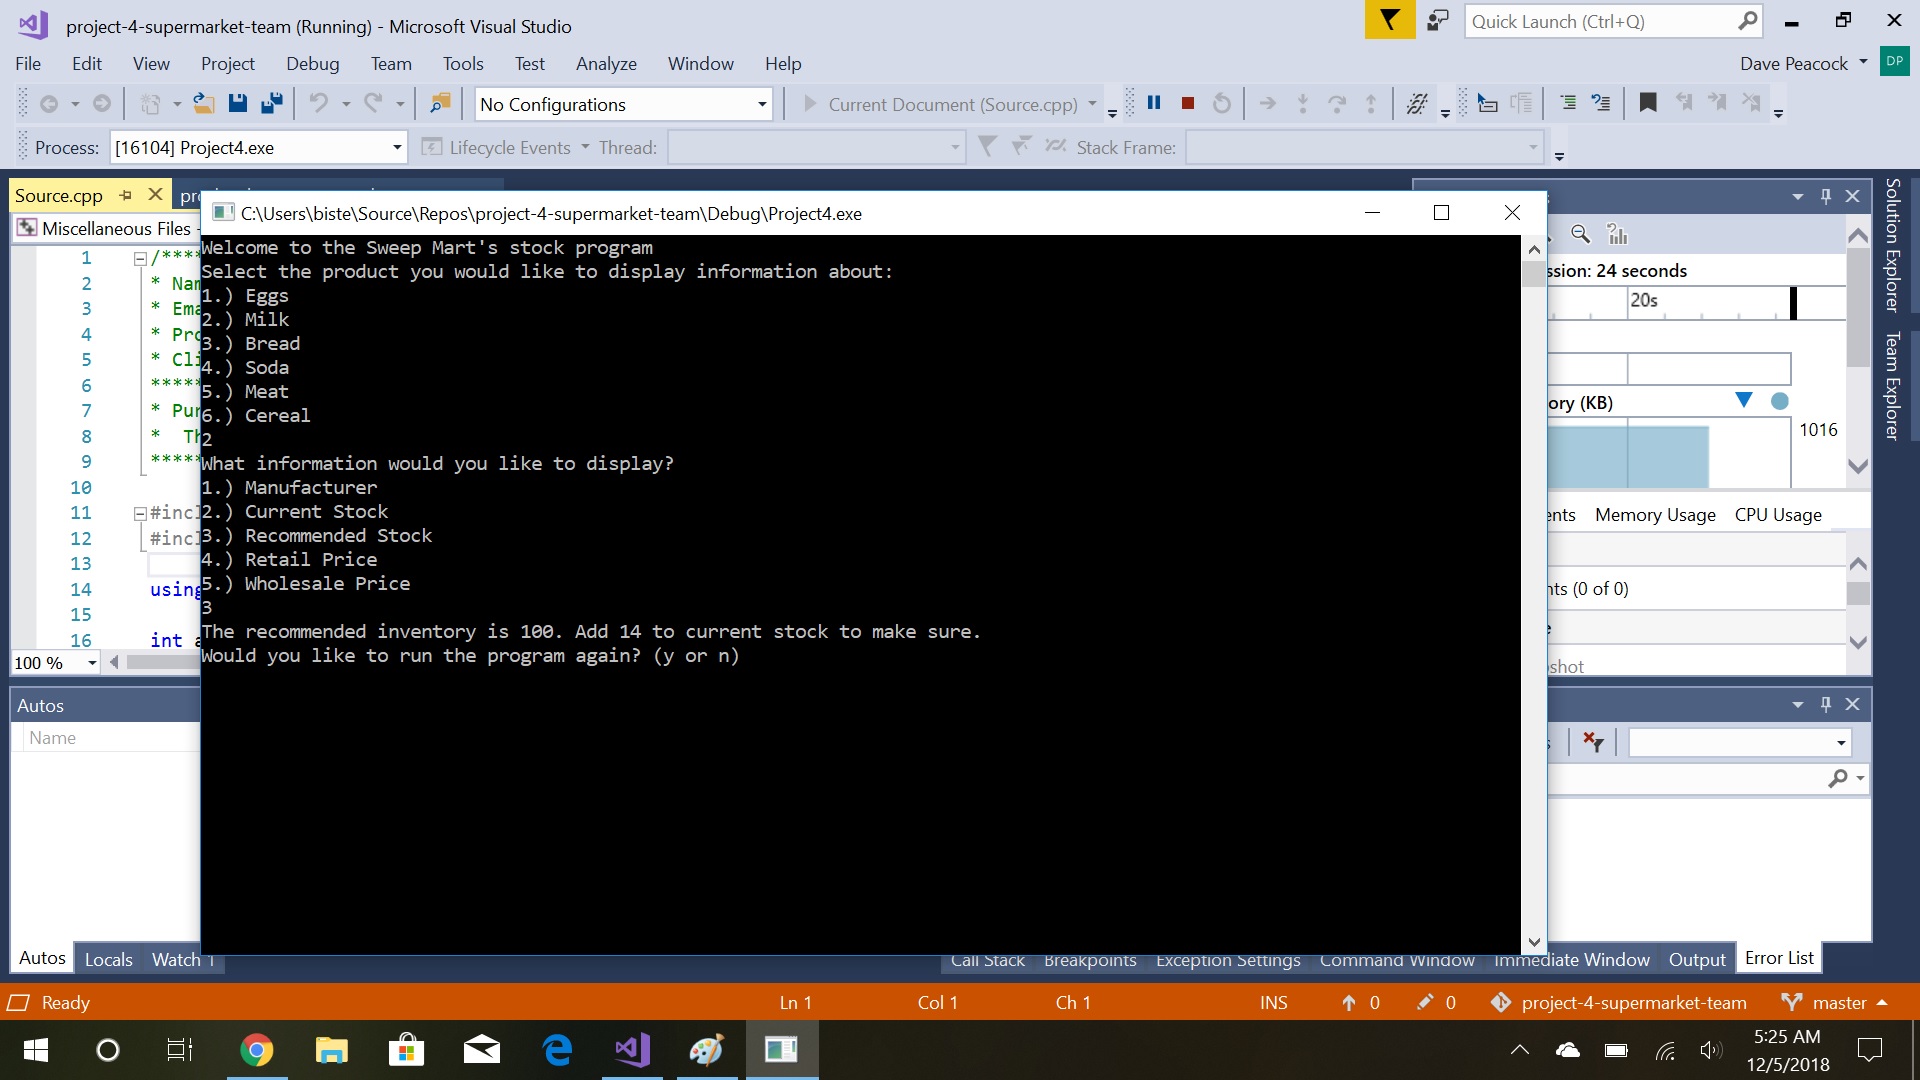 project-4-supermarket-team (Running) - Microsoft Visual Studio
Quick Launch (Ctrl+Q)
File Edit View Project Debug Team Tools Test Analyze Window Help
Dave Peacock
DP
No Configurations
Current Document (Source.cpp)
Process: [16104] Project4.exe
Lifecycle Events
Thread:
Stack Frame:
Source.cpp
Miscellaneous Files
C:\Users\biste\Source\Repos\project-4-supermarket-team\Debug\Project4.exe
1 /****
2 * Nam
3 * Ema
4 * Pro
5 * Cli
6 *****
7 * Pur
8 * Th
9 *****
10
11 #incl
12 #incl
13
14 using
15
16 int a
100 %
Welcome to the Sweep Mart's stock program
Select the product you would like to display information about:
1.) Eggs
2.) Milk
3.) Bread
4.) Soda
5.) Meat
6.) Cereal
2
What information would you like to display?
1.) Manufacturer
2.) Current Stock
3.) Recommended Stock
4.) Retail Price
5.) Wholesale Price
3
The recommended inventory is 100. Add 14 to current stock to make sure.
Would you like to run the program again? (y or n)
ssion: 24 seconds
20s
ory (KB)
1016
ents Memory Usage CPU Usage
nts (0 of 0)
shot
Solution Explorer
Team Explorer
Autos
Name
Autos Locals Watch 1
Call Stack Breakpoints Exception Settings Command Window Immediate Window Output Error List
Ready
Ln 1 Col 1 Ch 1 INS 0 0 project-4-supermarket-team master
5:25 AM
12/5/2018